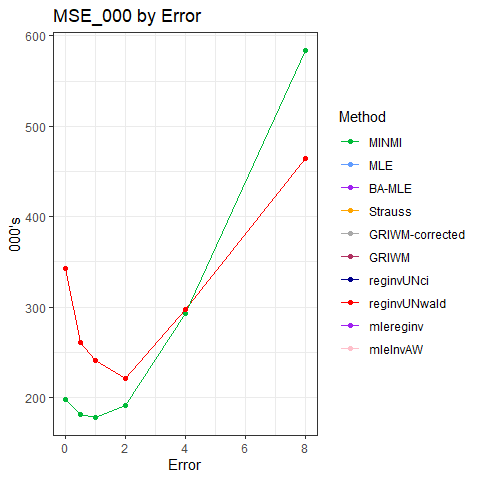 MSE_000 by Error
600
500
400
300
200
000's
0
2
4
6
8
Error
Method
MINMI
MLE
BA-MLE
Strauss
GRIWM-corrected
GRIWM
reginvUNci
reginvUNwald
mlereginv
mleInvAW